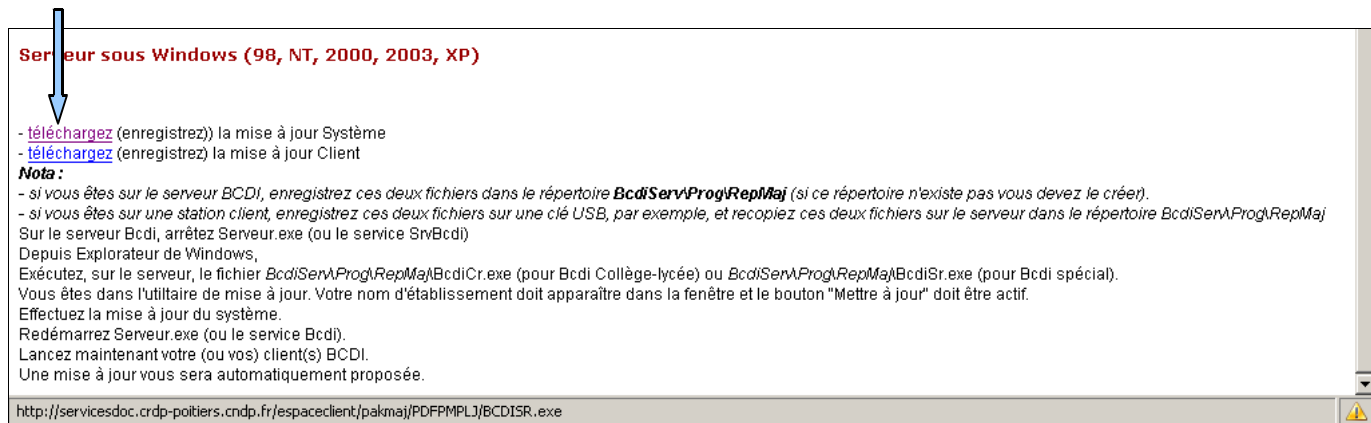 Serveur sous Windows (98, NT, 2000, 2003, XP)
- téléchargez (enregistrez)) la mise à jour Système
- téléchargez (enregistrez) la mise à jour Client
Nota :
- si vous êtes sur le serveur BCDI, enregistrez ces deux fichiers dans le répertoire BcdiServ\Prog\RepMaj (si ce répertoire n'existe pas vous devez le créer).
- si vous êtes sur une station client, enregistrez ces deux fichiers sur une clé USB, par exemple, et recopiez ces deux fichiers sur le serveur dans le répertoire BcdiServ\Prog\RepMaj
Sur le serveur Bcdi, arrêtez Serveur.exe (ou le service SrvBcdi)
Depuis Explorateur de Windows,
Exécutez, sur le serveur, le fichier BcdiServ\Prog\RepMaj\BcdiCr.exe (pour Bcdi Collège-lycée) ou BcdiServ\Prog\RepMaj\BcdiSr.exe (pour Bcdi spécial).
Vous êtes dans l'utiltaire de mise à jour. Votre nom d'établissement doit apparaître dans la fenêtre et le bouton "Mettre à jour" doit être actif.
Effectuez la mise à jour du système.
Redémarrez Serveur.exe (ou le service Bcdi).
Lancez maintenant votre (ou vos) client(s) BCDI.
Une mise à jour vous sera automatiquement proposée.
http://servicesdoc.crdp-poitiers.cndp.fr/espaceclient/pakmaj/PDFPMPLJ/BCDISR.exe